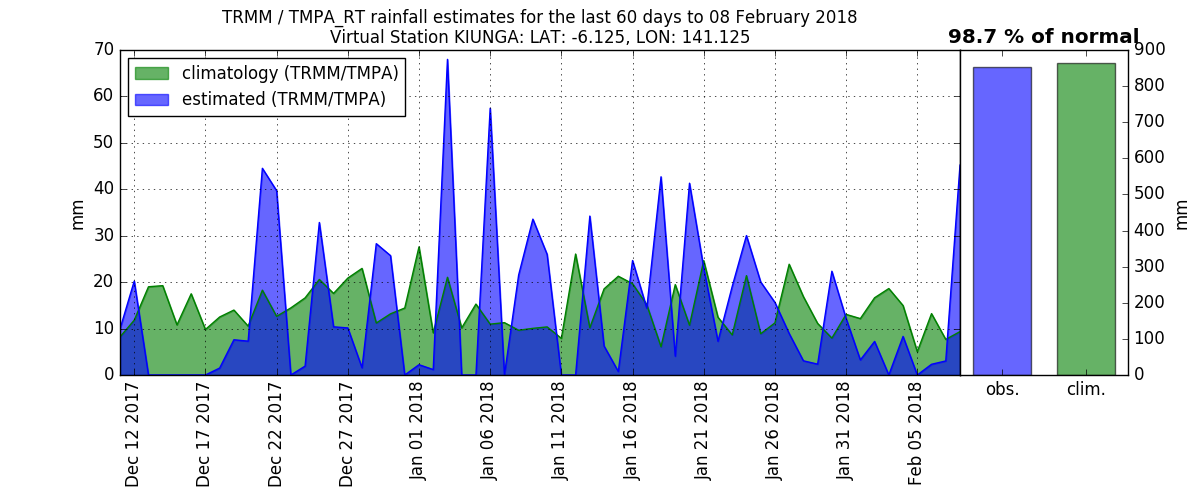 TRMM / TMPA_RT rainfall estimates for the last 60 days to 08 February 2018
Virtual Station KIUNGA: LAT: -6.125, LON: 141.125
98.7 % of normal
climatology (TRMM/TMPA)
estimated (TRMM/TMPA)
70
60
50
40
30
20
10
0
mm
Dec 12 2017
Dec 17 2017
Dec 22 2017
Dec 27 2017
Jan 01 2018
Jan 06 2018
Jan 11 2018
Jan 16 2018
Jan 21 2018
Jan 26 2018
Jan 31 2018
Feb 05 2018
obs.
clim.
900
800
700
600
500
400
300
200
100
0
mm